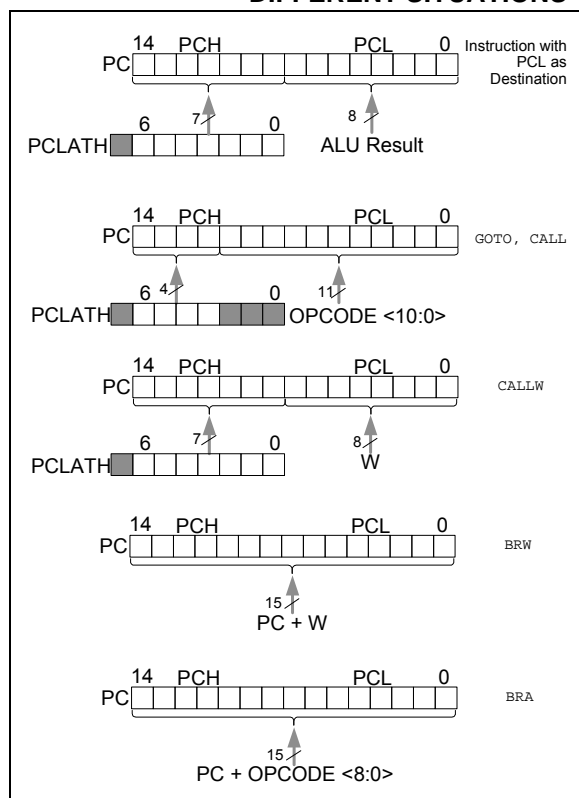 DIFFERENT SITUATIONS
14 PCH PCL 0
PC
Instruction with
PCL as
Destination
7 8
6 0
PCLATH
ALU Result
14 PCH PCL 0
PC
GOTO, CALL
4 11
6 0
PCLATH
OPCODE <10:0>
14 PCH PCL 0
PC
CALLW
7 8
6 0
PCLATH
W
14 PCH PCL 0
PC
BRW
15
PC + W
14 PCH PCL 0
PC
BRA
15
PC + OPCODE <8:0>